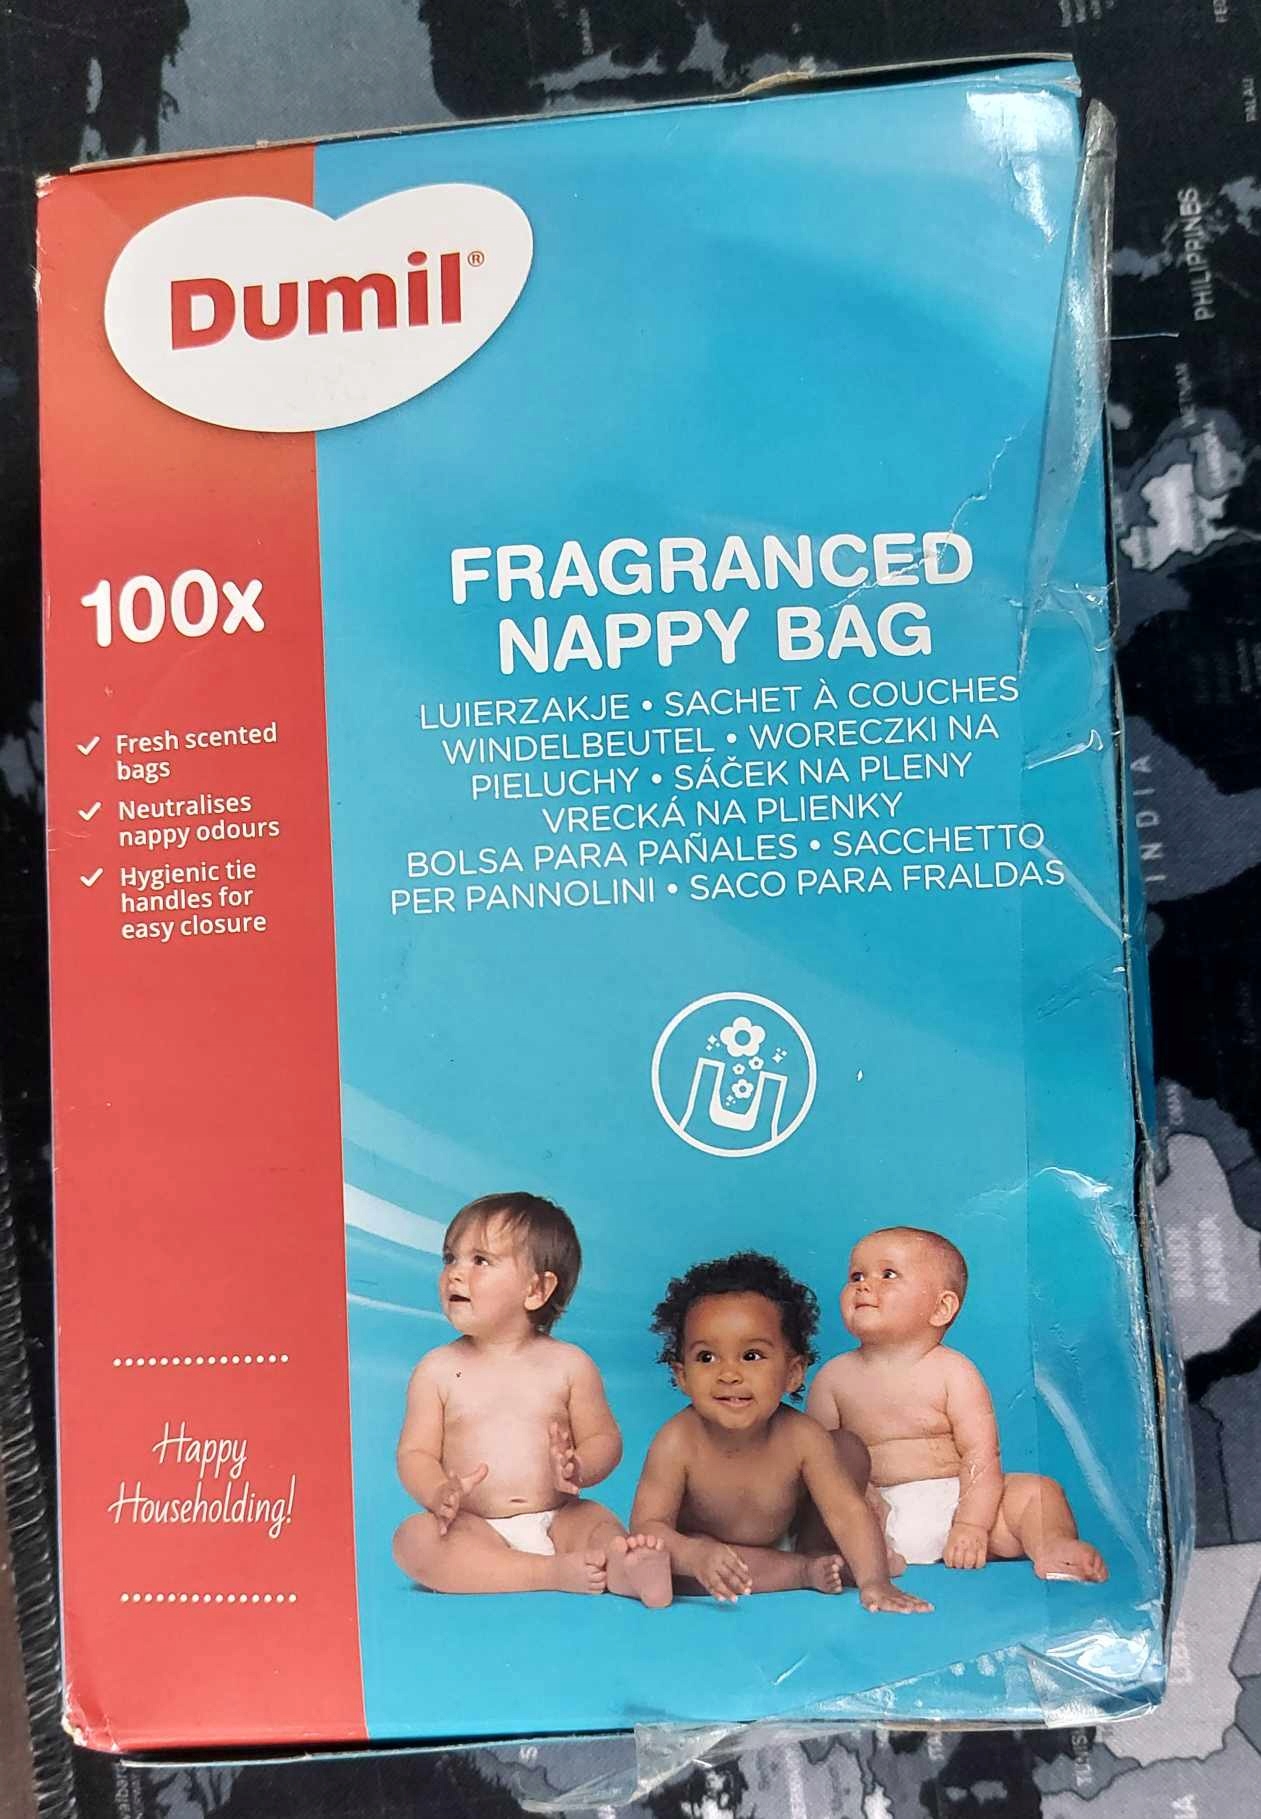 Dumil®
100x
Fresh scented
bags
Neutralises
nappy odours
Hygienic tie
handles for
easy closure
Happy
Householding!
FRAGRANCED
NAPPY BAG
LUIERZAKJE • SACHET À COUCHES
WINDELBEUTEL • WORECZKI NA
PIELUCHY • SÁČEK NA PLENY
VRECKÁ NA PLIENKY
BOLSA PARA PAÑALES • SACCHETTO
PER PANNOLINI • SACO PARA FRALDAS
PHILIPPINES
PALAU
VIETNAM
INDIA